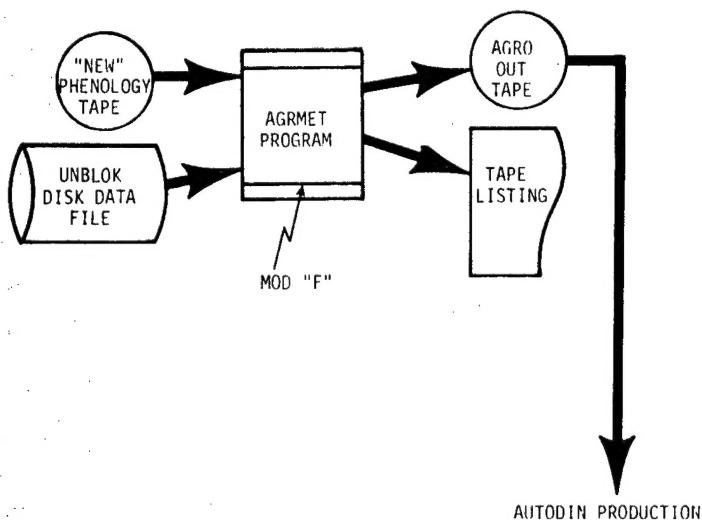 "NEW"
PHENOLOGY
TAPE
UNBLOK
DISK DATA
FILE
AGRMET
PROGRAM
MOD "F"
AGRO
OUT
TAPE
TAPE
LISTING
AUTODIN PRODUCTION